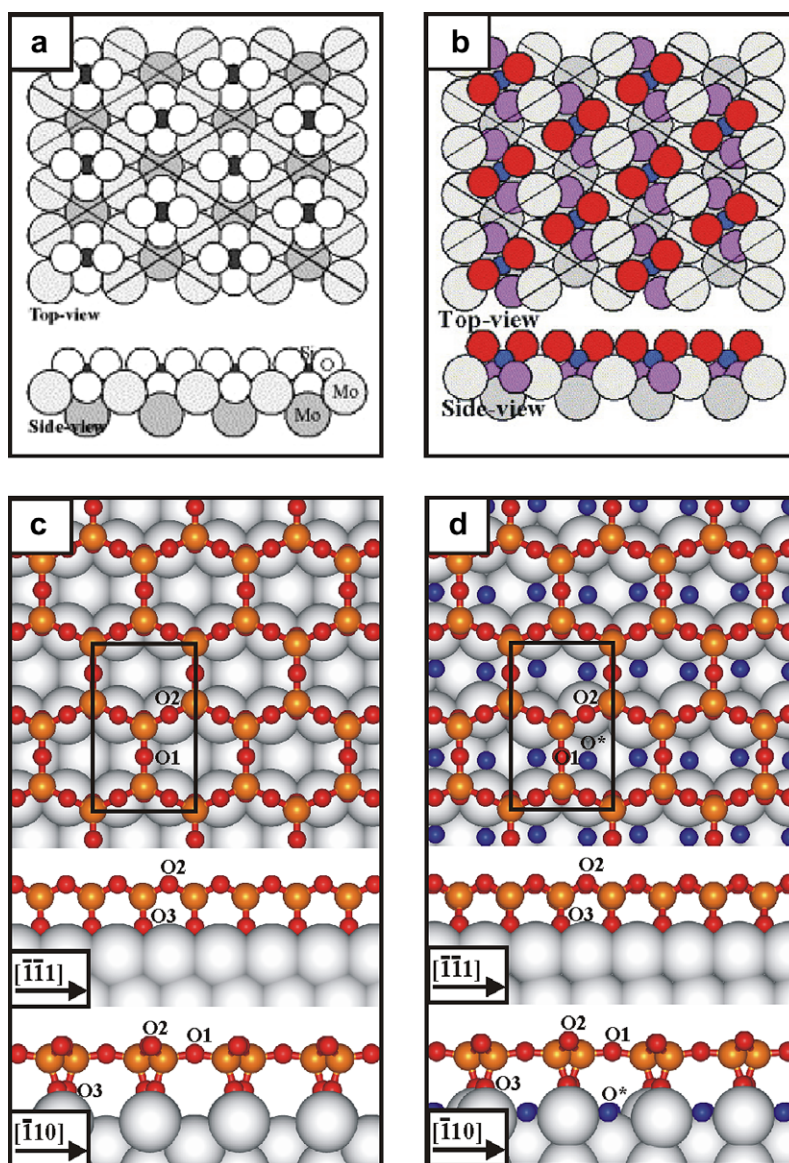 a
Top-view
Si
O
Mo
Mo
Side-view
b
Top-view
Side-view
c
O2
O1
O2
O3
[1̅1̅1]
O2
O1
O3
[1̅10]
d
O2
O*
O1
O2
O3
[1̅1̅1]
O2
O1
O3
O*
[1̅10]